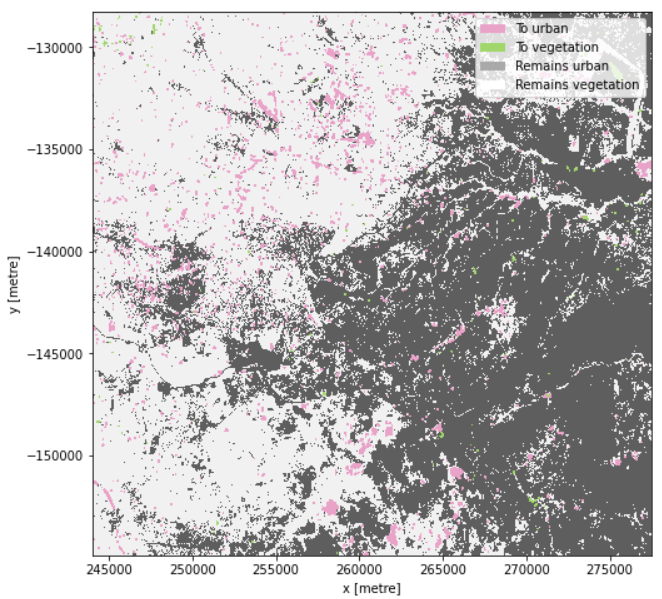 To urban
To vegetation
Remains urban
Remains vegetation
−130000
−135000
−140000
−145000
−150000
y [metre]
245000 250000 255000 260000 265000 270000 275000
x [metre]